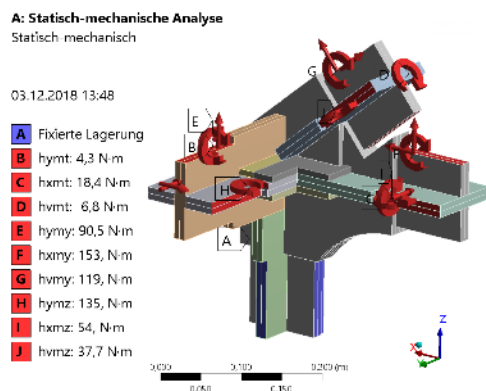 A: Statisch-mechanische Analyse
Statisch-mechanisch
03.12.2018 13:48
A Fixierte Lagerung
B hymt: 4,3 N·m
C hxmt: 18,4 N·m
D hvmt: 6,8 N·m
E hymy: 90,5 N·m
F hxmy: 153, N·m
G hvmy: 119, N·m
H hymz: 135, N·m
I hxmz: 54, N·m
J hvmz: 37,7 N·m
G
D
E
B
F
H
A
0,000
0,100
0,200 (m)
0,050
0,150
Z
X
Y